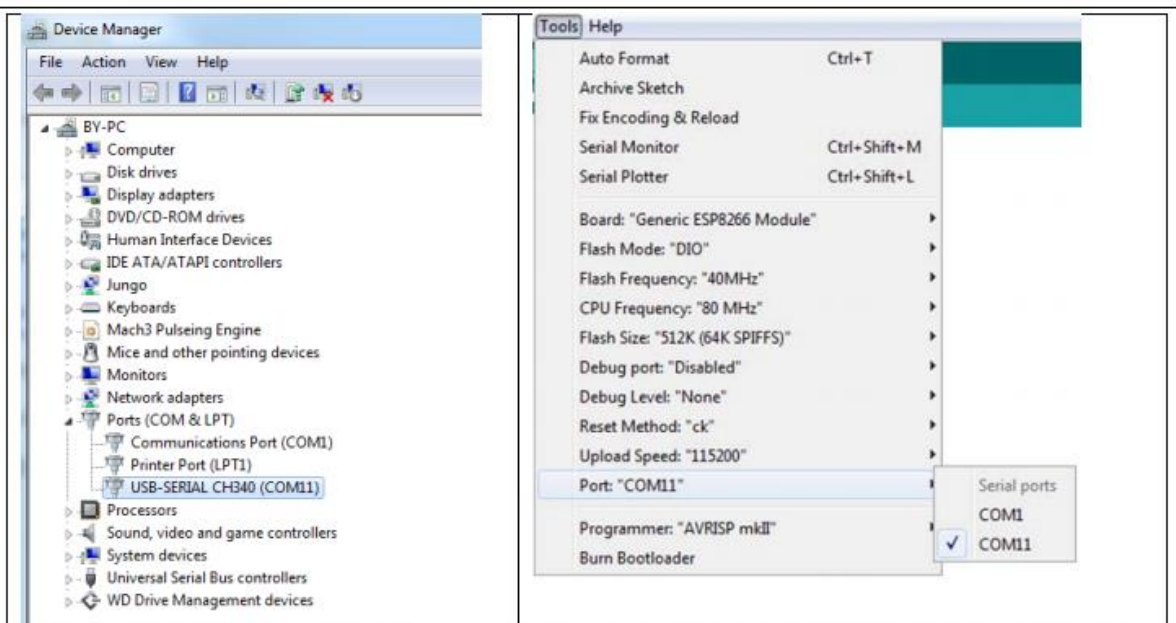 Device Manager
File Action View Help
BY-PC
Computer
Disk drives
Display adapters
DVD/CD-ROM drives
Human Interface Devices
IDE ATA/ATAPI controllers
Jungo
Keyboards
Mach3 Pulseing Engine
Mice and other pointing devices
Monitors
Network adapters
Ports (COM & LPT)
Communications Port (COM1)
Printer Port (LPT1)
USB-SERIAL CH340 (COM11)
Processors
Sound, video and game controllers
System devices
Universal Serial Bus controllers
WD Drive Management devices
Tools Help
Auto Format Ctrl+T
Archive Sketch
Fix Encoding & Reload
Serial Monitor Ctrl+Shift+M
Serial Plotter Ctrl+Shift+L
Board: "Generic ESP8266 Module"
Flash Mode: "DIO"
Flash Frequency: "40MHz"
CPU Frequency: "80 MHz"
Flash Size: "512K (64K SPIFFS)"
Debug port: "Disabled"
Debug Level: "None"
Reset Method: "ck"
Upload Speed: "115200"
Port: "COM11"
Serial ports
COM1
COM11
Programmer: "AVRISP mkII"
Burn Bootloader